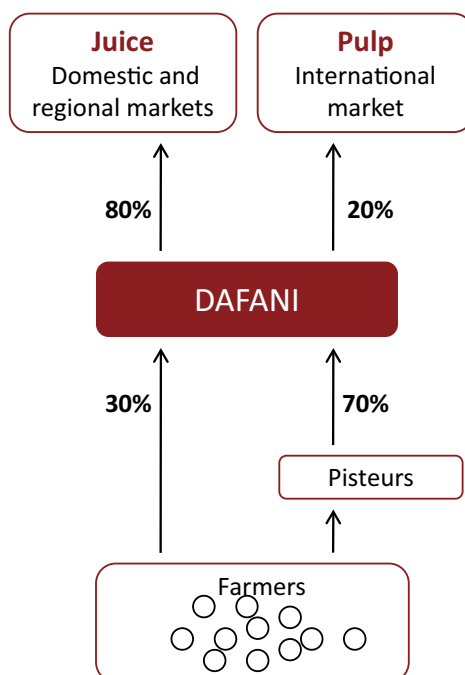 Juice
Domestic and
regional markets
Pulp
International
market
80%
20%
DAFANI
30%
70%
Pisteurs
Farmers